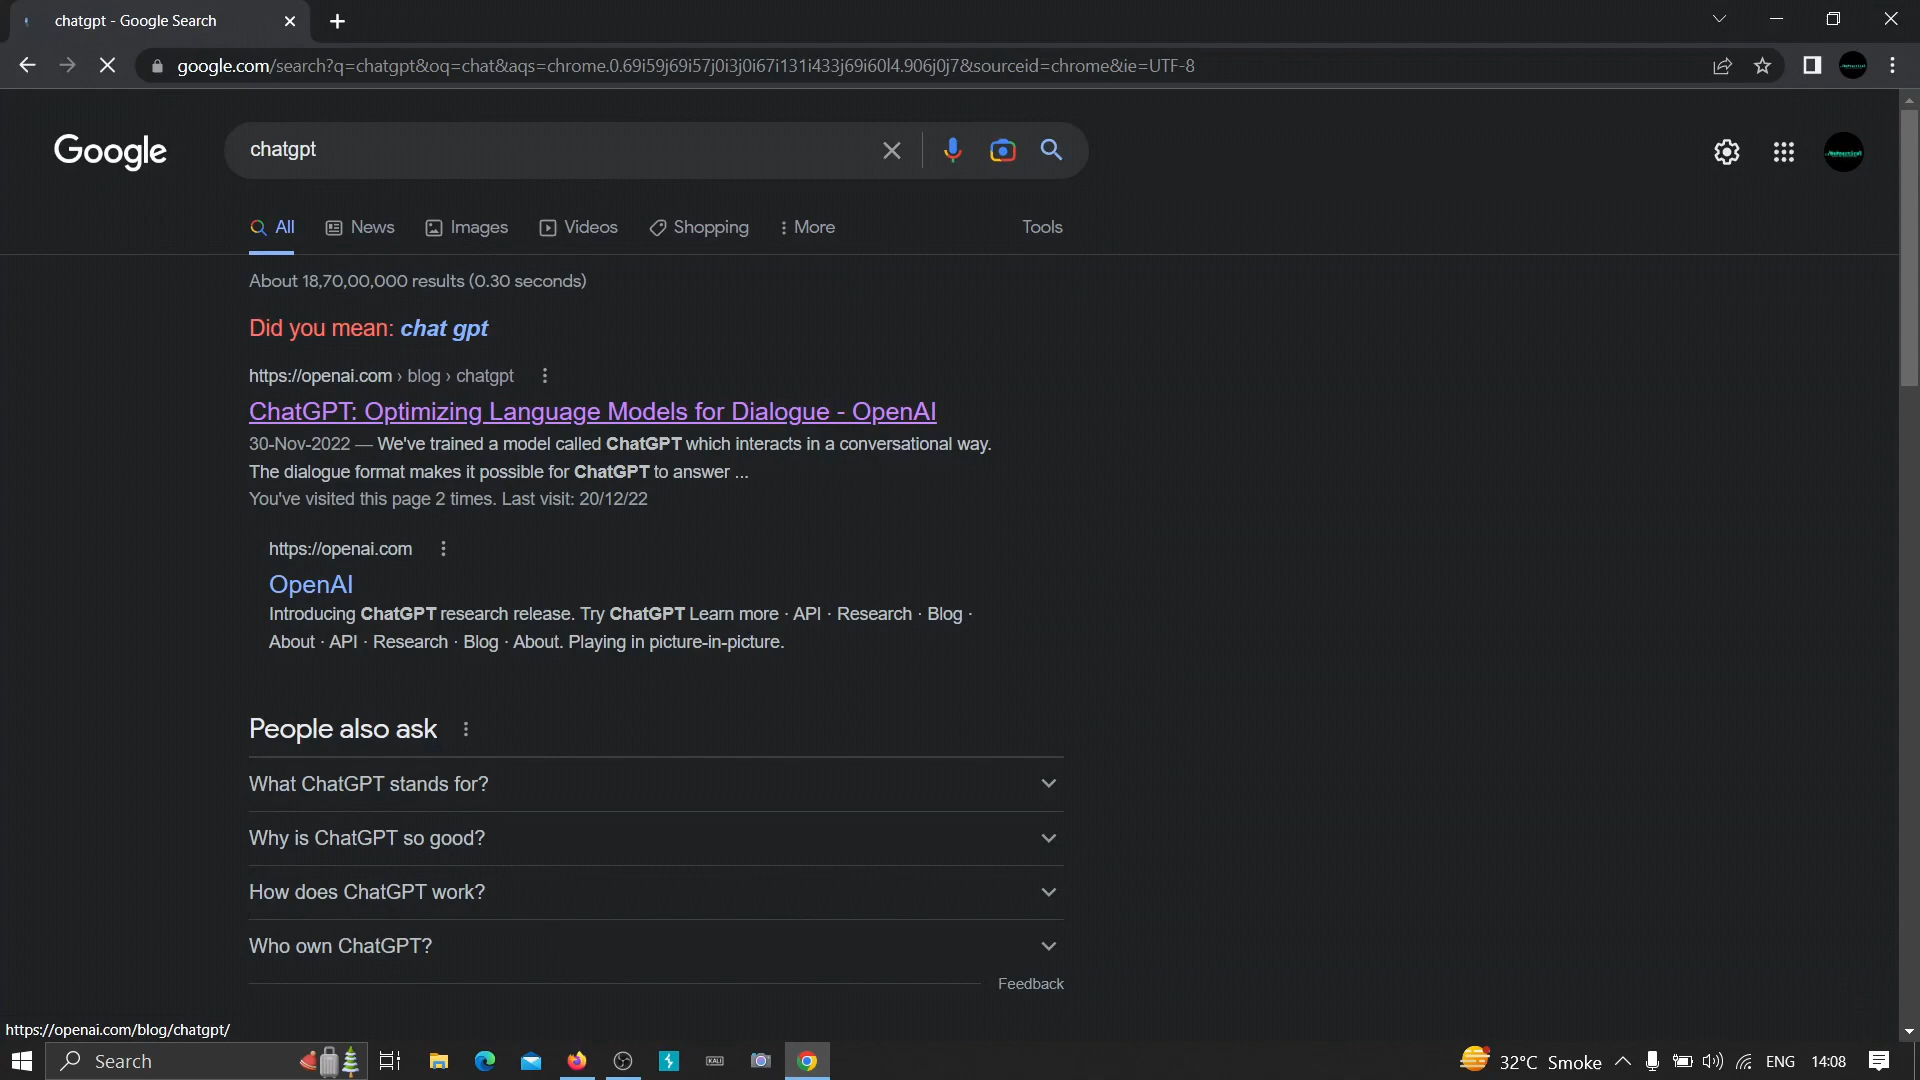 chatgpt - Google Search
google.com/search?q=chatgpt&oq=chat&aqs=chrome.0.69i59j69i57j0i3j0i67i131i433j69i60l4.906j0j7&sourceid=chrome&ie=UTF-8
Google
chatgpt
All News Images Videos Shopping More Tools
About 18,70,00,000 results (0.30 seconds)
Did you mean: chat gpt
https://openai.com › blog › chatgpt
ChatGPT: Optimizing Language Models for Dialogue - OpenAI
30-Nov-2022 — We've trained a model called ChatGPT which interacts in a conversational way.
The dialogue format makes it possible for ChatGPT to answer ...
You've visited this page 2 times. Last visit: 20/12/22
https://openai.com
OpenAI
Introducing ChatGPT research release. Try ChatGPT Learn more · API · Research · Blog ·
About · API · Research · Blog · About. Playing in picture-in-picture.
People also ask
What ChatGPT stands for?
Why is ChatGPT so good?
How does ChatGPT work?
Who own ChatGPT?
Feedback
https://openai.com/blog/chatgpt/
Search KALI 32°C Smoke ENG 14:08